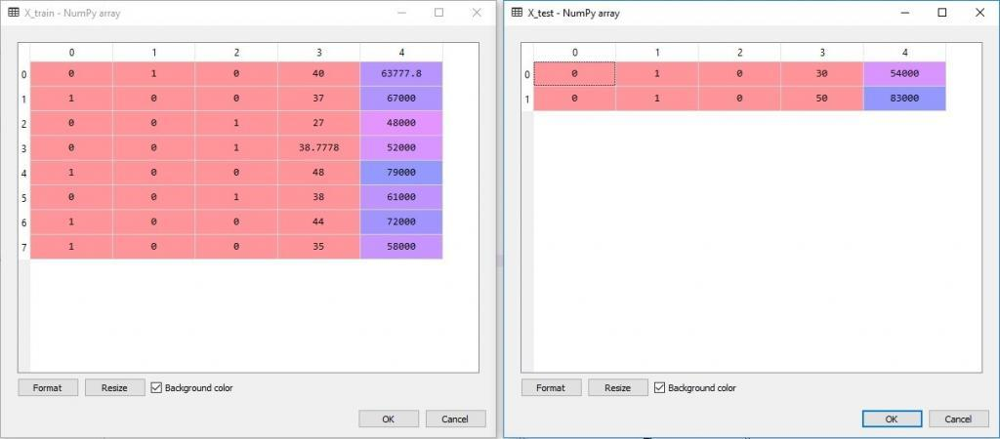 X_train - NumPy array
0 1 2 3 4
0 0 1 0 40 63777.8
1 1 0 0 37 67000
2 0 0 1 27 48000
3 0 0 1 38.7778 52000
4 1 0 0 48 79000
5 0 0 1 38 61000
6 1 0 0 44 72000
7 1 0 0 35 58000
Format Resize Background color
OK Cancel
X_test - NumPy array
0 1 2 3 4
0 0 1 0 30 54000
1 0 1 0 50 83000
Format Resize Background color
OK Cancel